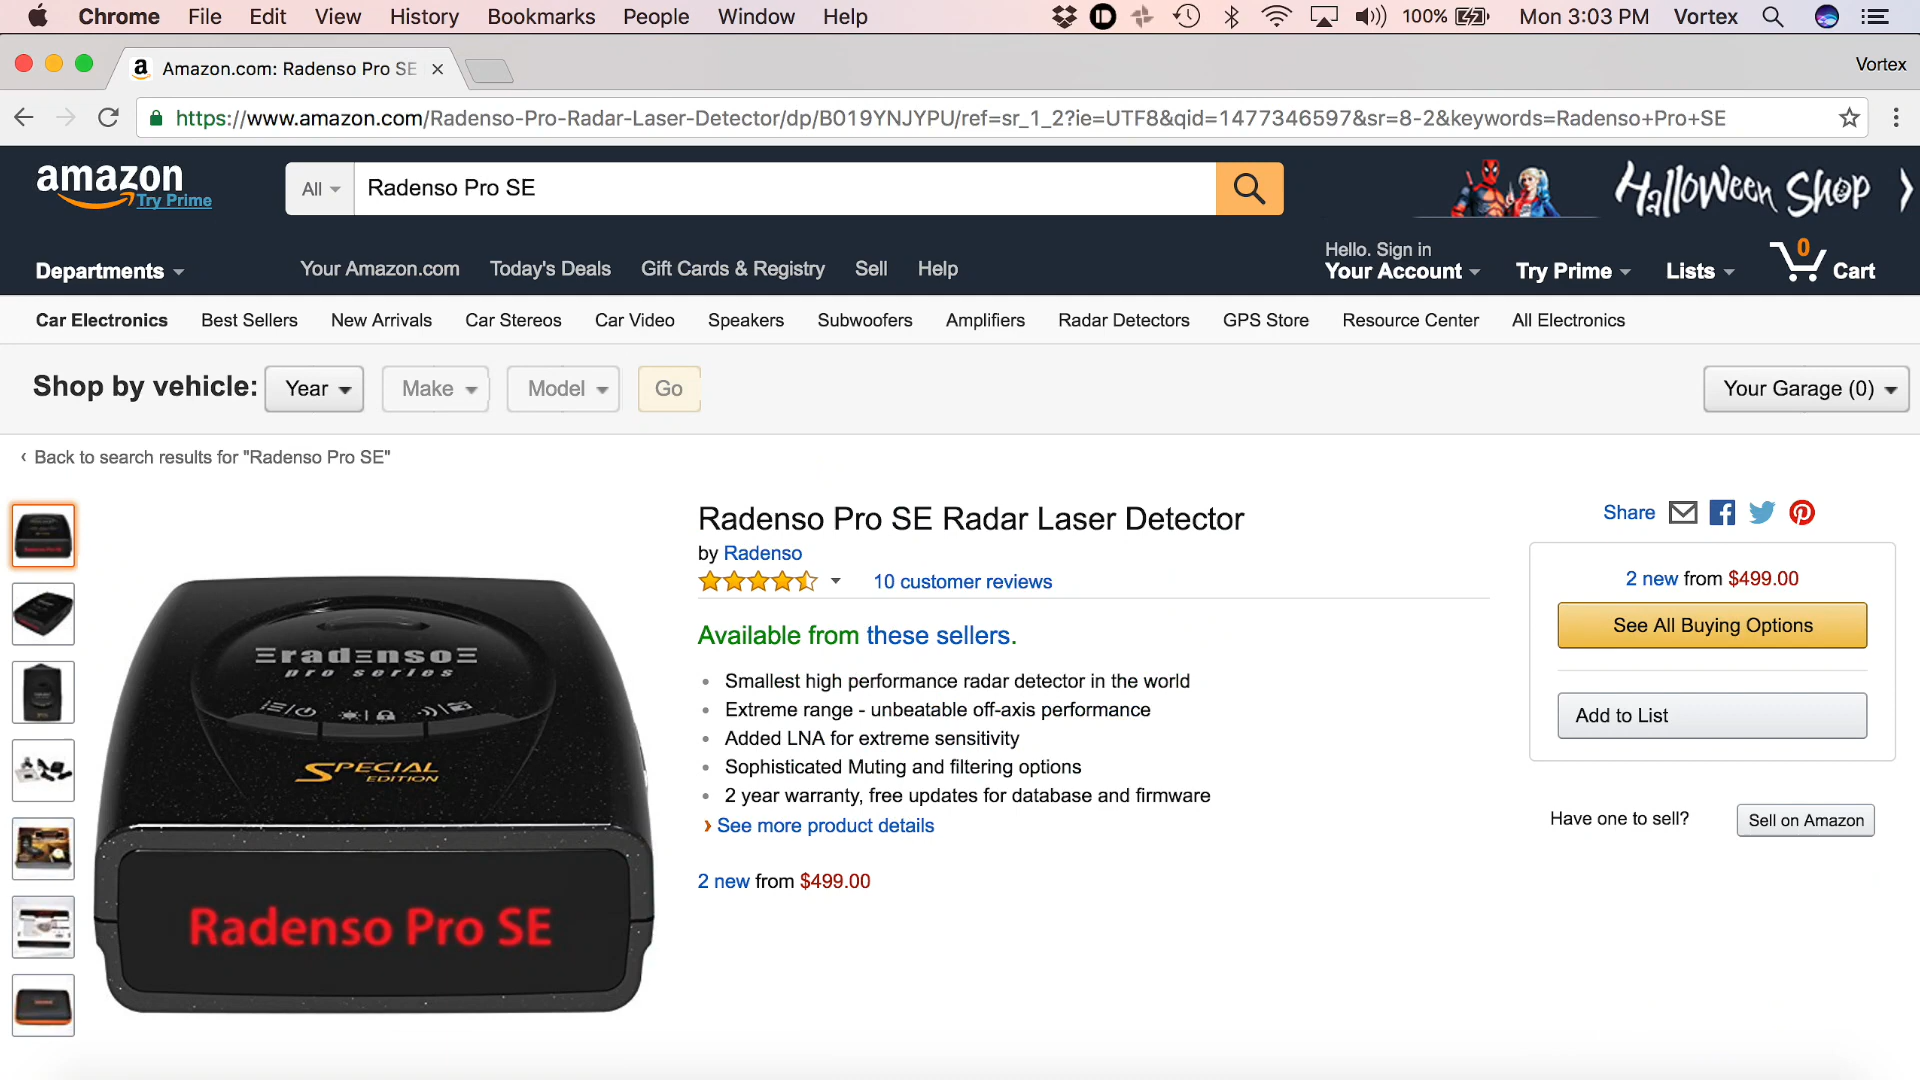 Chrome File Edit View History Bookmarks People Window Help 100% Mon 3:03 PM Vortex
Amazon.com: Radenso Pro SE Vortex
https://www.amazon.com/Radenso-Pro-Radar-Laser-Detector/dp/B019YNJYPU/ref=sr_1_2?ie=UTF8&qid=1477346597&sr=8-2&keywords=Radenso+Pro+SE
amazon
Try Prime
All Radenso Pro SE
Halloween Shop
Departments Your Amazon.com Today's Deals Gift Cards & Registry Sell Help
Hello. Sign in
Your Account Try Prime Lists 0 Cart
Car Electronics Best Sellers New Arrivals Car Stereos Car Video Speakers Subwoofers Amplifiers Radar Detectors GPS Store Resource Center All Electronics
Shop by vehicle: Year Make Model Go Your Garage (0)
‹ Back to search results for "Radenso Pro SE"
radenso
pro series
SPECIAL
EDITION
Radenso Pro SE
Radenso Pro SE Radar Laser Detector
by Radenso
10 customer reviews
Available from these sellers.
• Smallest high performance radar detector in the world
• Extreme range - unbeatable off-axis performance
• Added LNA for extreme sensitivity
• Sophisticated Muting and filtering options
• 2 year warranty, free updates for database and firmware
› See more product details
2 new from $499.00
Share
2 new from $499.00
See All Buying Options
Add to List
Have one to sell? Sell on Amazon